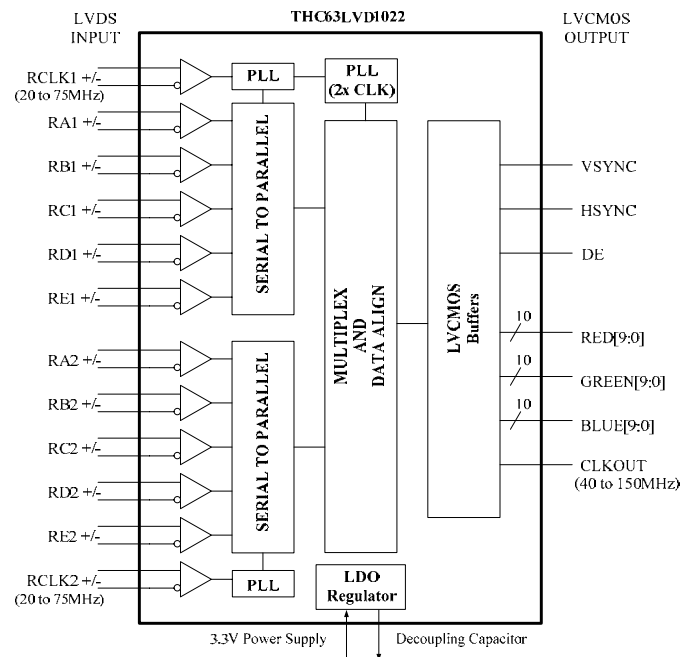 LVDS
INPUT
THC63LVD1022
LVCMOS
OUTPUT
RCLK1 +/-
(20 to 75MHz)
PLL
PLL
(2x CLK)
RA1 +/-
RB1 +/-
RC1 +/-
RD1 +/-
RE1 +/-
SERIAL TO PARALLEL
RA2 +/-
RB2 +/-
RC2 +/-
RD2 +/-
RE2 +/-
SERIAL TO PARALLEL
RCLK2 +/-
(20 to 75MHz)
PLL
MULTIPLEX
AND
DATA ALIGN
LVCMOS
Buffers
VSYNC
HSYNC
DE
10
RED[9:0]
10
GREEN[9:0]
10
BLUE[9:0]
CLKOUT
(40 to 150MHz)
LDO
Regulator
3.3V Power Supply
Decoupling Capacitor